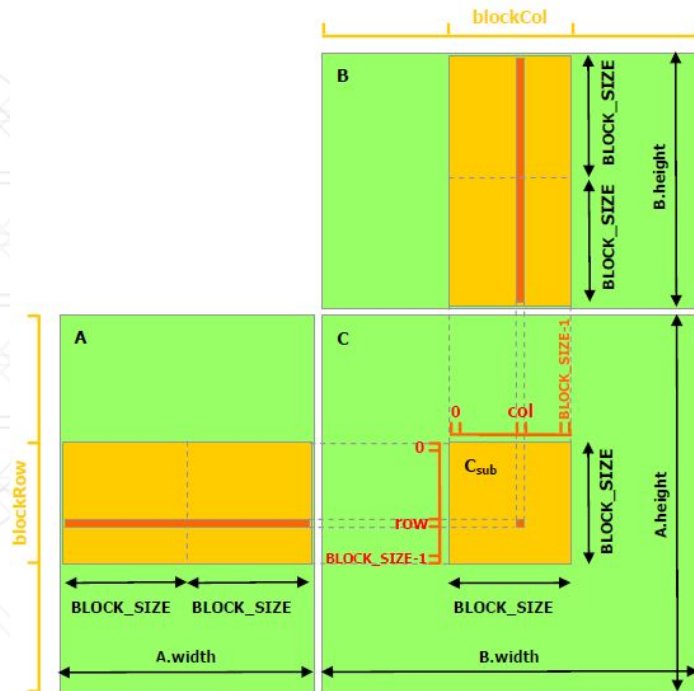 blockCol
B
BLOCK_SIZE
BLOCK_SIZE
B.height
A
C
BLOCK_SIZE-1
0
col
0
C_sub
row
BLOCK_SIZE-1
BLOCK_SIZE
A.height
blockRow
BLOCK_SIZE
BLOCK_SIZE
BLOCK_SIZE
A.width
B.width